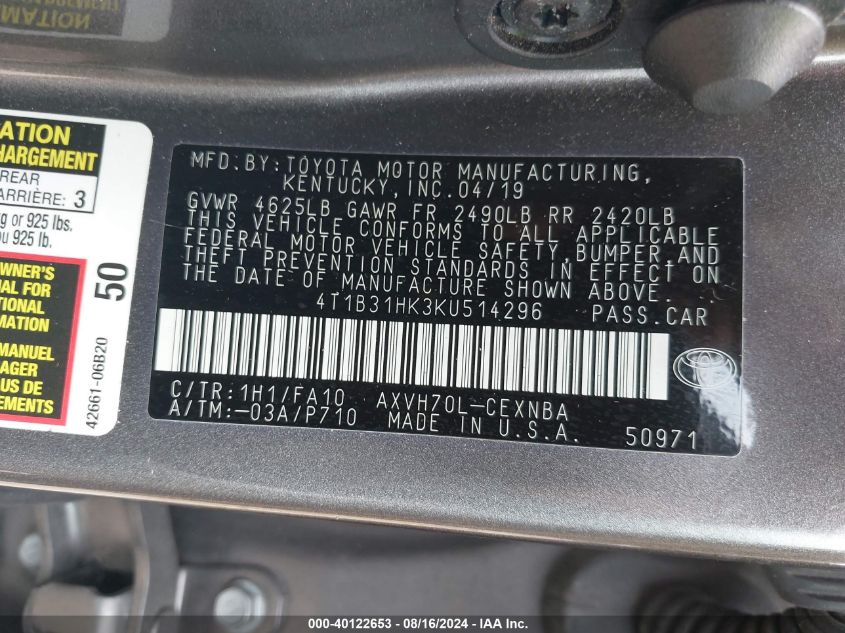 MATION
ATION
HARGEMENT
REAR
ARRIÈRE: 3
kg or 925 lbs.
ou 925 lb.
OWNER'S
UAL FOR
TIONAL
RMATION
MANUEL
AGER
US DE
EMENTS
50
42661-06B20
MFD.BY:TOYOTA MOTOR MANUFACTURING,
KENTUCKY,INC.04/19
GVWR 4625LB GAWR FR 2490LB RR 2420LB
THIS VEHICLE CONFORMS TO ALL APPLICABLE
FEDERAL MOTOR VEHICLE SAFETY,BUMPER,AND
THEFT PREVENTION STANDARDS IN EFFECT ON
THE DATE OF MANUFACTURE SHOWN ABOVE.
4T1B31HK3KU514296 PASS.CAR
C/TR:1H1/FA10 AXVH70L-CEXNBA
A/TM:-03A/P710 MADE IN U.S.A. 50971
000-40122653 - 08/16/2024 - IAA Inc.